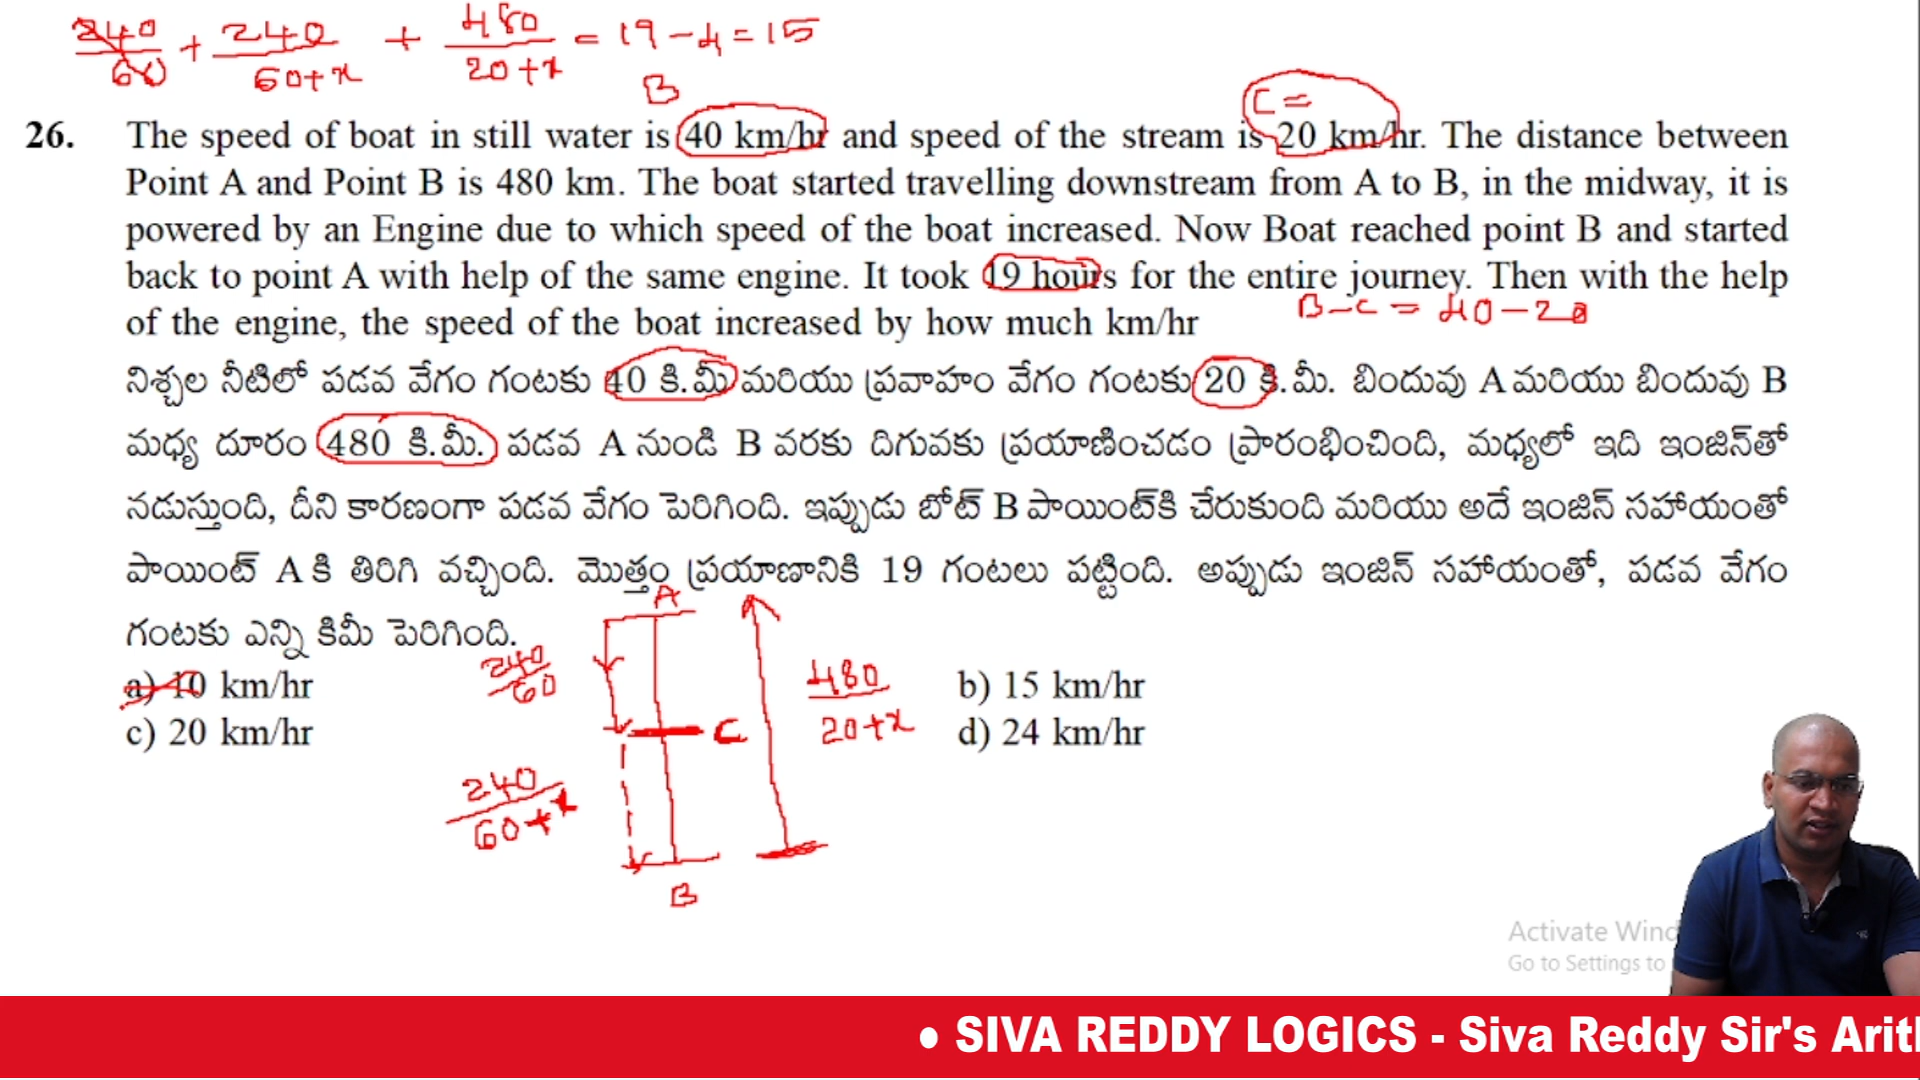 240/60 + 240/60+x + 480/20+x = 19-4=15
B
C=
26. The speed of boat in still water is 40 km/hr and speed of the stream is 20 km/hr. The distance between
Point A and Point B is 480 km. The boat started travelling downstream from A to B, in the midway, it is
powered by an Engine due to which speed of the boat increased. Now Boat reached point B and started
back to point A with help of the same engine. It took 19 hours for the entire journey. Then with the help
of the engine, the speed of the boat increased by how much km/hr
B-C = 40-20
నిశ్చల నీటిలో పడవ వేగం గంటకు 40 కి.మీ మరియు ప్రవాహం వేగం గంటకు 20 కి.మీ. బిందువు A మరియు బిందువు B
మధ్య దూరం 480 కి.మీ. పడవ A నుండి B వరకు దిగువకు ప్రయాణించడం ప్రారంభించింది, మధ్యలో ఇది ఇంజిన్‌తో
నడుస్తుంది, దీని కారణంగా పడవ వేగం పెరిగింది. ఇప్పుడు బోట్ B పాయింట్‌కి చేరుకుంది మరియు అదే ఇంజిన్ సహాయంతో
పాయింట్ A కి తిరిగి వచ్చింది. మొత్తం ప్రయాణానికి 19 గంటలు పట్టింది. అప్పుడు ఇంజిన్ సహాయంతో, పడవ వేగం
గంటకు ఎన్ని కిమీ పెరిగింది.
a) 10 km/hr b) 15 km/hr
c) 20 km/hr d) 24 km/hr
A
240/60
480/20+x
C
240/60+x
B
Activate Wind
Go to Settings to
• SIVA REDDY LOGICS - Siva Reddy Sir's Arit